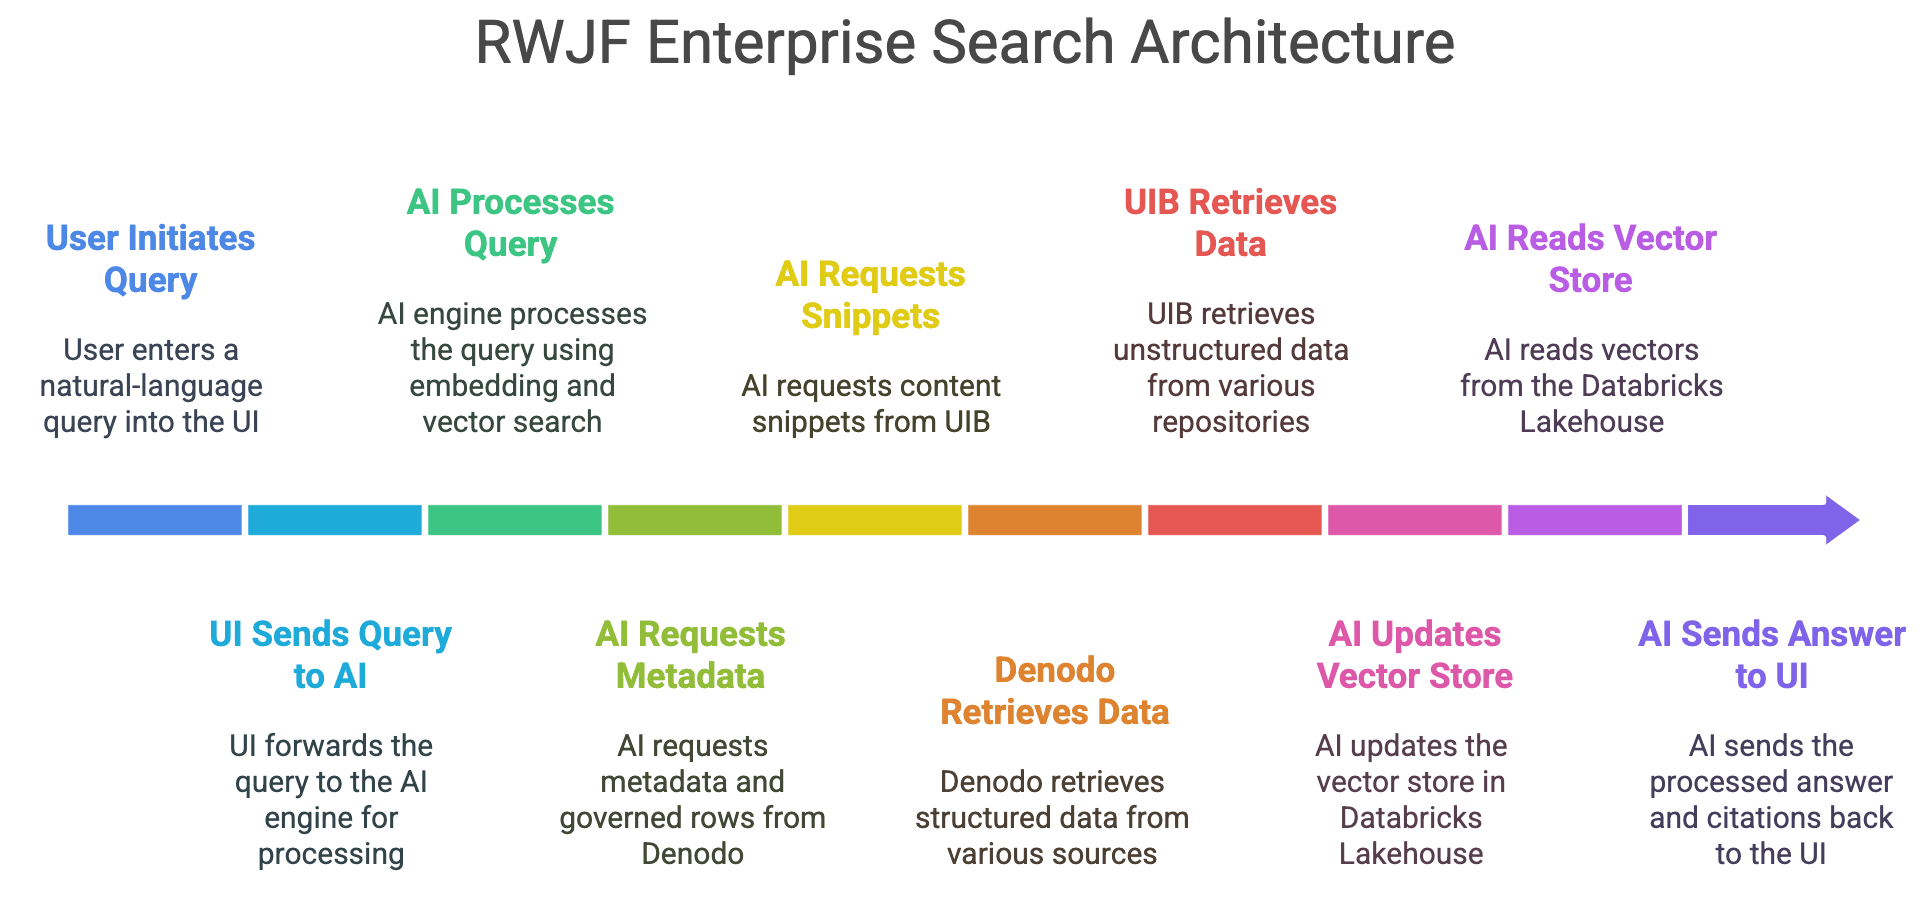 RWJF Enterprise Search Architecture
User Initiates
Query
User enters a
natural-language
query into the UI
UI Sends Query
to AI
UI forwards the
query to the AI
engine for
processing
AI Processes
Query
AI engine processes
the query using
embedding and
vector search
AI Requests
Metadata
AI requests
metadata and
governed rows from
Denodo
AI Requests
Snippets
AI requests content
snippets from UIB
Denodo
Retrieves Data
Denodo retrieves
structured data from
various sources
UIB Retrieves
Data
UIB retrieves
unstructured data
from various
repositories
AI Updates
Vector Store
AI updates the
vector store in
Databricks
Lakehouse
AI Reads Vector
Store
AI reads vectors
from the Databricks
Lakehouse
AI Sends Answer
to UI
AI sends the
processed answer
and citations back
to the UI